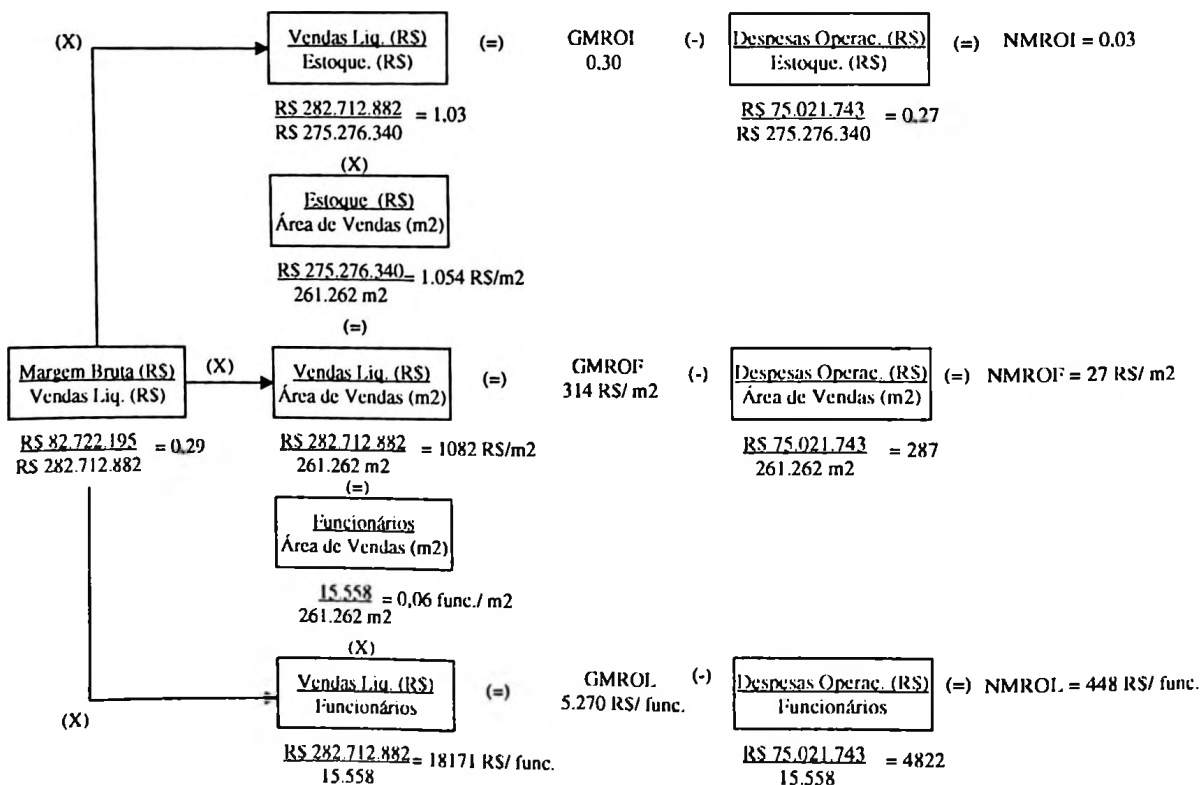 (X)
Vendas Liq. (R$) (=) GMROI (-) Despesas Operac. (R$) (=) NMROI = 0.03
Estoque. (R$) 0.30 Estoque. (R$)
R$ 282.712.882 = 1.03 R$ 75.021.743 = 0.27
R$ 275.276.340 R$ 275.276.340
(X)
Estoque (R$)
Área de Vendas (m2)
R$ 275.276.340 = 1.054 R$/m2
261.262 m2
(=)
Margem Bruta (R$) (X) Vendas Liq. (R$) (=) GMROF (-) Despesas Operac. (R$) (=) NMROF = 27 R$/ m2
Vendas Liq. (R$) Área de Vendas (m2) 314 R$/ m2 Área de Vendas (m2)
R$ 82.722.195 = 0.29 R$ 282.712.882 = 1082 R$/m2 R$ 75.021.743 = 287
R$ 282.712.882 261.262 m2 261.262 m2
(=)
Funcionários
Área de Vendas (m2)
15.558 = 0,06 func./ m2
261.262 m2
(X)
Vendas Liq. (R$) (=) GMROL (-) Despesas Operac. (R$) (=) NMROL = 448 R$/ func.
(X) Funcionários 5.270 R$/ func. Funcionários
R$ 282.712.882 = 18171 R$/ func. R$ 75.021.743 = 4822
15.558 15.558